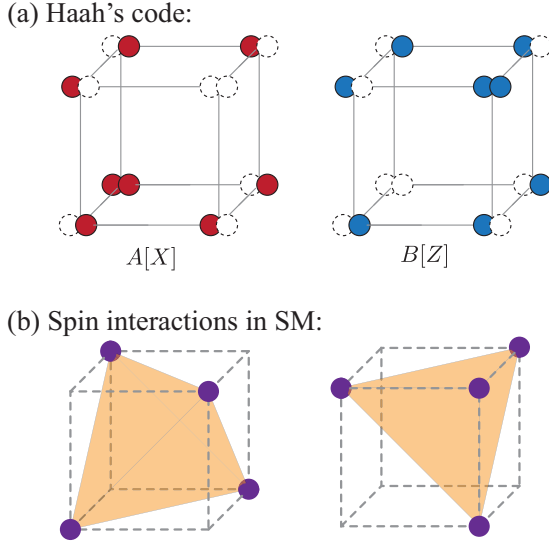 (a) Haah's code:
A[X]
B[Z]
(b) Spin interactions in SM: